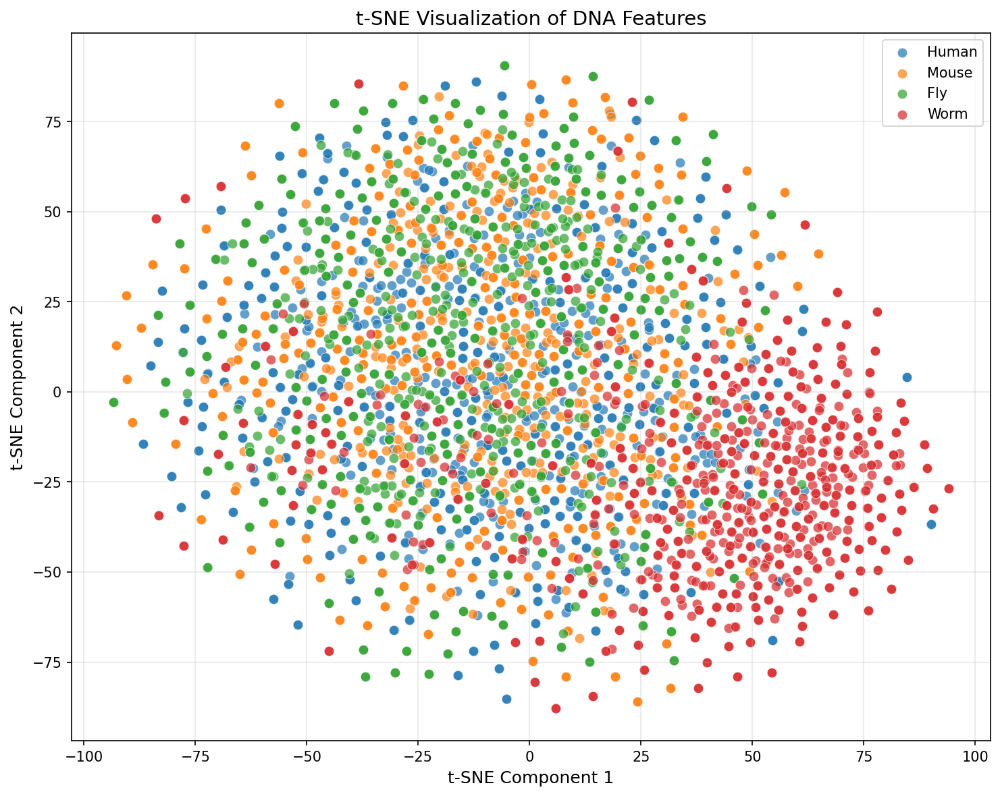 t-SNE Visualization of DNA Features
Human
Mouse
Fly
Worm
75
50
25
0
−25
−50
−75
t-SNE Component 2
−100
−75
−50
−25
0
25
50
75
100
t-SNE Component 1